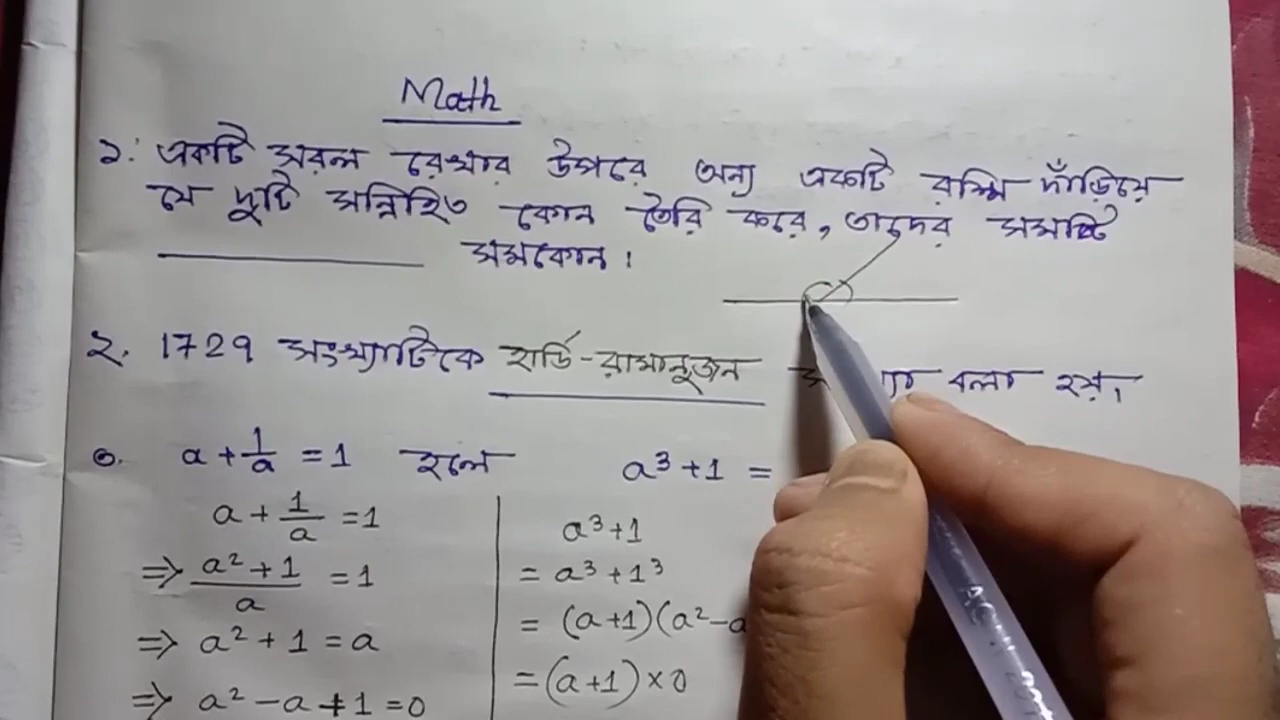 Math
১. একটি সরল রেখার উপরে অন্য একটি রশ্মি দাঁড়িয়ে
যে দুটি সন্নিহিত কোন তৈরি করে, তাদের সমষ্টি
__________ সমকোন।
২. 1729 সংখ্যাটিকে হার্ডি-রামানুজন বলা হয়।
৩. a + 1/a = 1 হলে a³ + 1 =
a + 1/a = 1
⇒ (a² + 1)/a = 1
⇒ a² + 1 = a
⇒ a² - a + 1 = 0
a³ + 1
= a³ + 1³
= (a+1)(a² - a
= (a+1) × 0